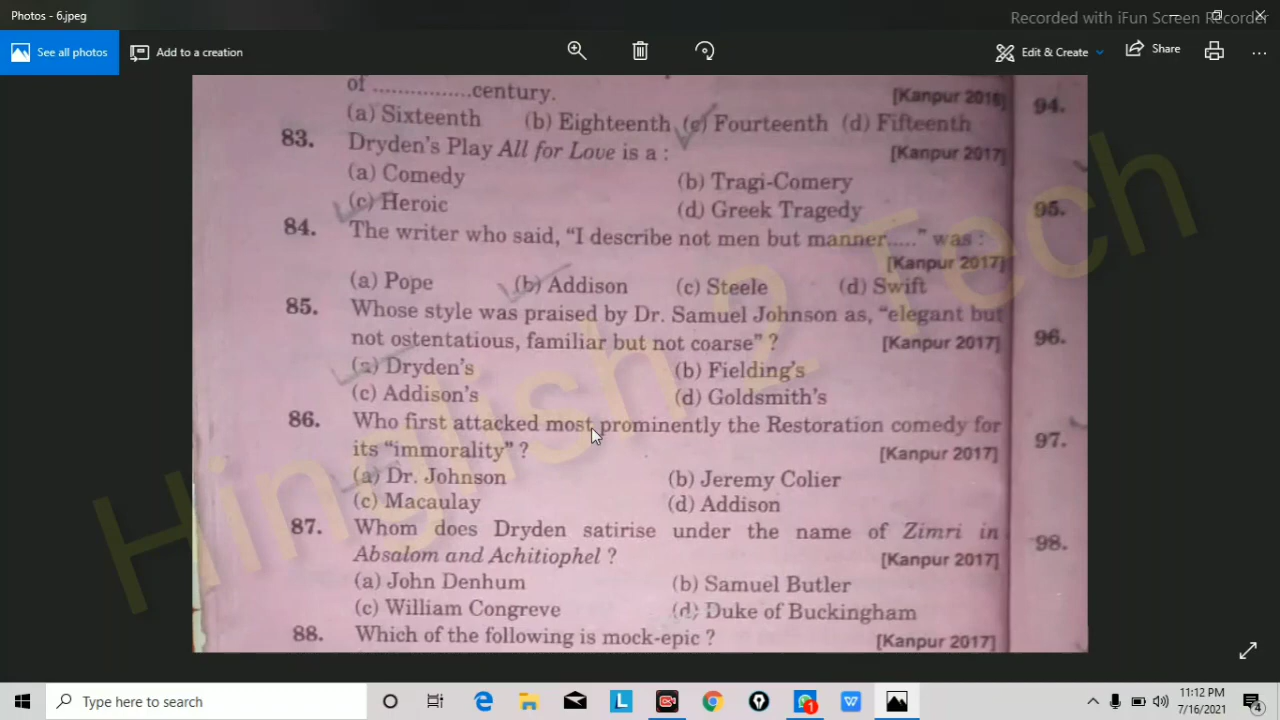 Photos - 6.jpeg
Recorded with iFun Screen Recorder
See all photos
Add to a creation
Edit & Create
Share
of ................century. [Kanpur 2016]
(a) Sixteenth (b) Eighteenth (c) Fourteenth (d) Fifteenth
83. Dryden's Play All for Love is a : [Kanpur 2017]
(a) Comedy (b) Tragi-Comery
(c) Heroic (d) Greek Tragedy
84. The writer who said, “I describe not men but manner.....” was :
[Kanpur 2017]
(a) Pope (b) Addison (c) Steele (d) Swift
85. Whose style was praised by Dr. Samuel Johnson as, “elegant but
not ostentatious, familiar but not coarse” ? [Kanpur 2017]
(a) Dryden's (b) Fielding's
(c) Addison's (d) Goldsmith's
86. Who first attacked most prominently the Restoration comedy for
its “immorality” ? [Kanpur 2017]
(a) Dr. Johnson (b) Jeremy Colier
(c) Macaulay (d) Addison
87. Whom does Dryden satirise under the name of Zimri in
Absalom and Achitiophel ? [Kanpur 2017]
(a) John Denhum (b) Samuel Butler
(c) William Congreve (d) Duke of Buckingham
88. Which of the following is mock-epic ? [Kanpur 2017]
94.
95.
96.
97.
98.
Hinglish 2 Tech
Type here to search
11:12 PM
7/16/2021